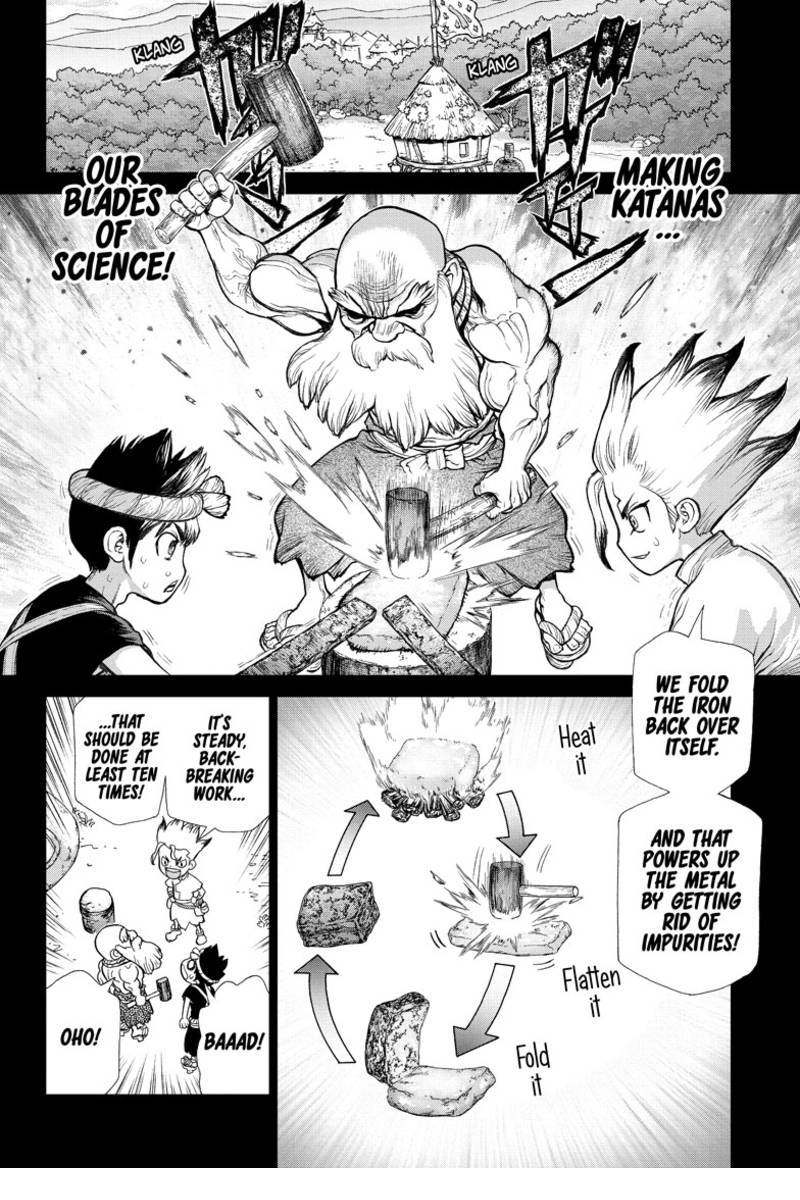 KLANG
ガ
KLANG
ガ
MAKING
KATANAS
...
OUR
BLADES
OF
SCIENCE!
WE FOLD
THE IRON
BACK OVER
ITSELF.
AND THAT
POWERS UP
THE METAL
BY GETTING
RID OF
IMPURITIES!
Heat
it
Flatten
it
Fold
it
IT'S
STEADY,
BACK-
BREAKING
WORK...
...THAT
SHOULD BE
DONE AT
LEAST TEN
TIMES!
OHO!
BAAAD!